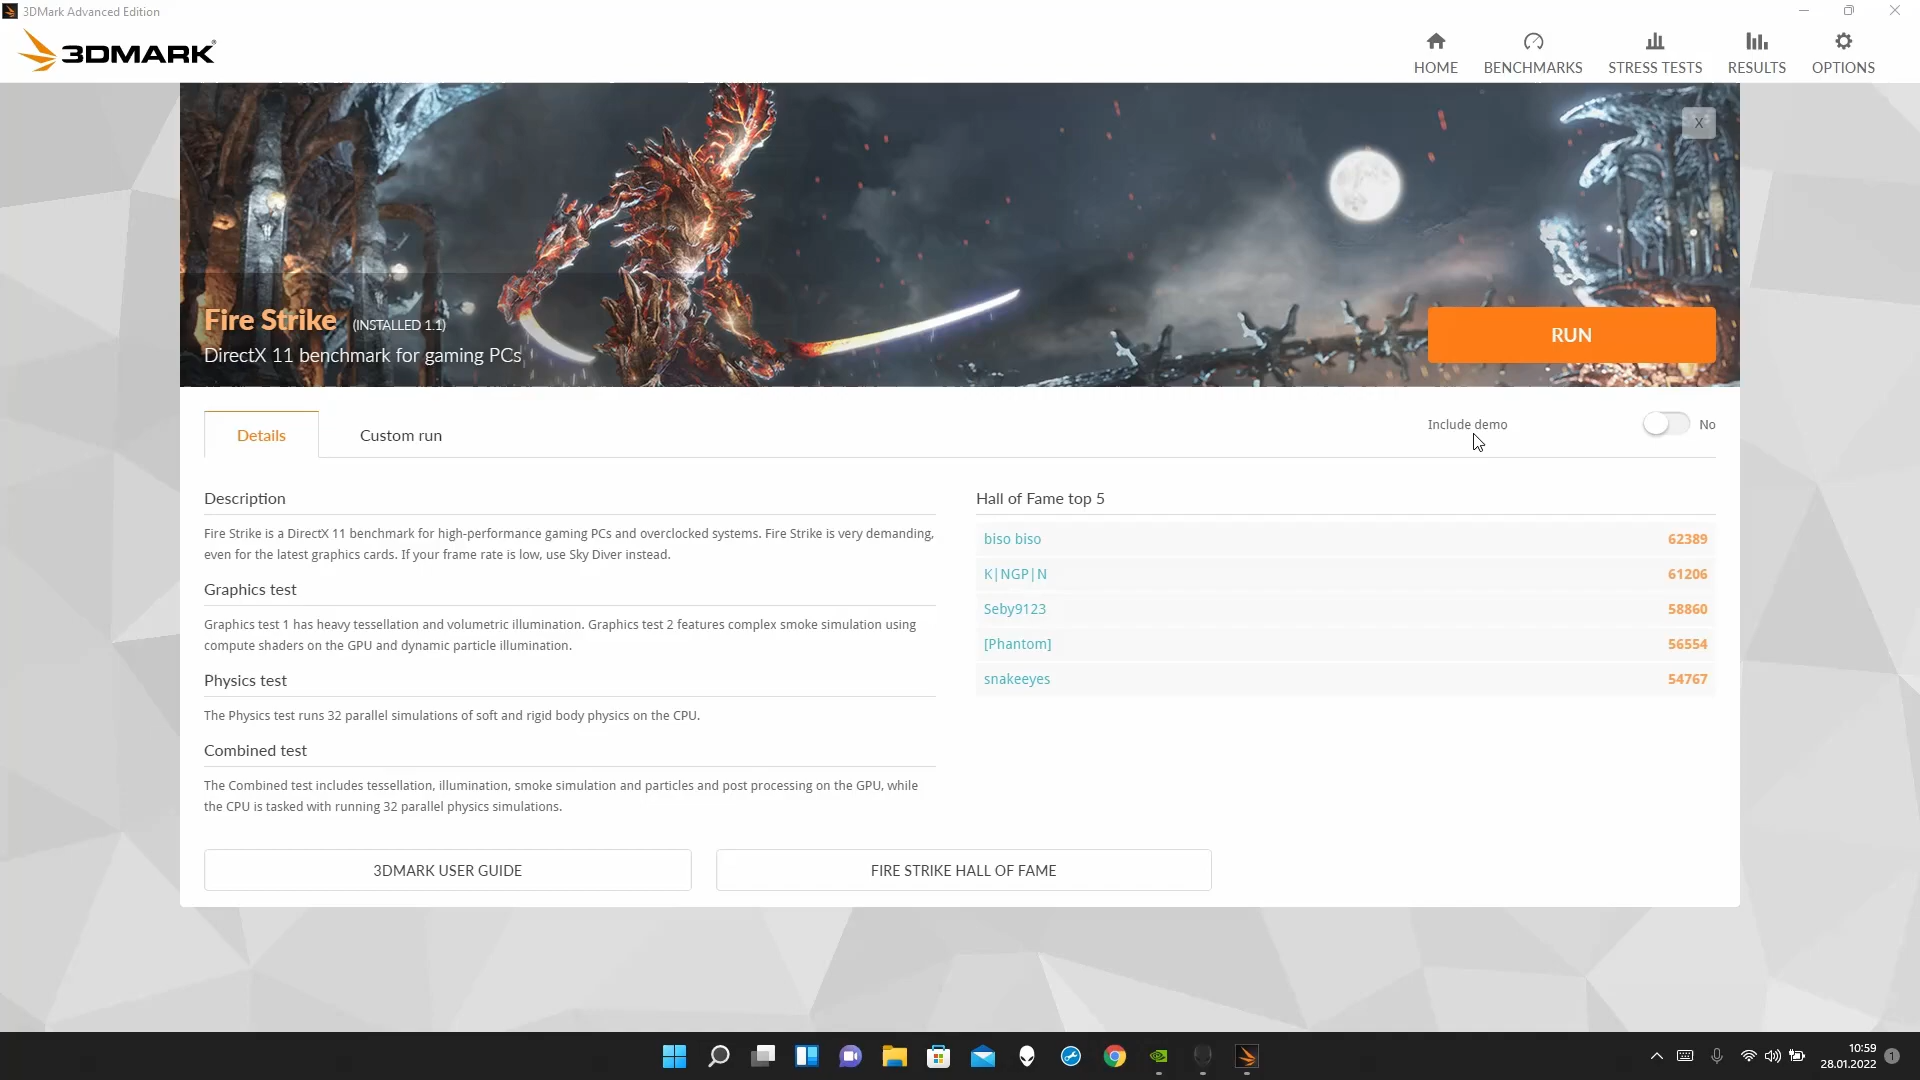 3DMark Advanced Edition
3DMARK®
HOME
BENCHMARKS
STRESS TESTS
RESULTS
OPTIONS
X
Fire Strike (INSTALLED 1.1)
DirectX 11 benchmark for gaming PCs
RUN
Details
Custom run
Include demo
No
Description
Fire Strike is a DirectX 11 benchmark for high-performance gaming PCs and overclocked systems. Fire Strike is very demanding,
even for the latest graphics cards. If your frame rate is low, use Sky Diver instead.
Graphics test
Graphics test 1 has heavy tessellation and volumetric illumination. Graphics test 2 features complex smoke simulation using
compute shaders on the GPU and dynamic particle illumination.
Physics test
The Physics test runs 32 parallel simulations of soft and rigid body physics on the CPU.
Combined test
The Combined test includes tessellation, illumination, smoke simulation and particles and post processing on the GPU, while
the CPU is tasked with running 32 parallel physics simulations.
Hall of Fame top 5
biso biso 62389
K|NGP|N 61206
Seby9123 58860
[Phantom] 56554
snakeeyes 54767
3DMARK USER GUIDE
FIRE STRIKE HALL OF FAME
10:59
28.01.2022
1